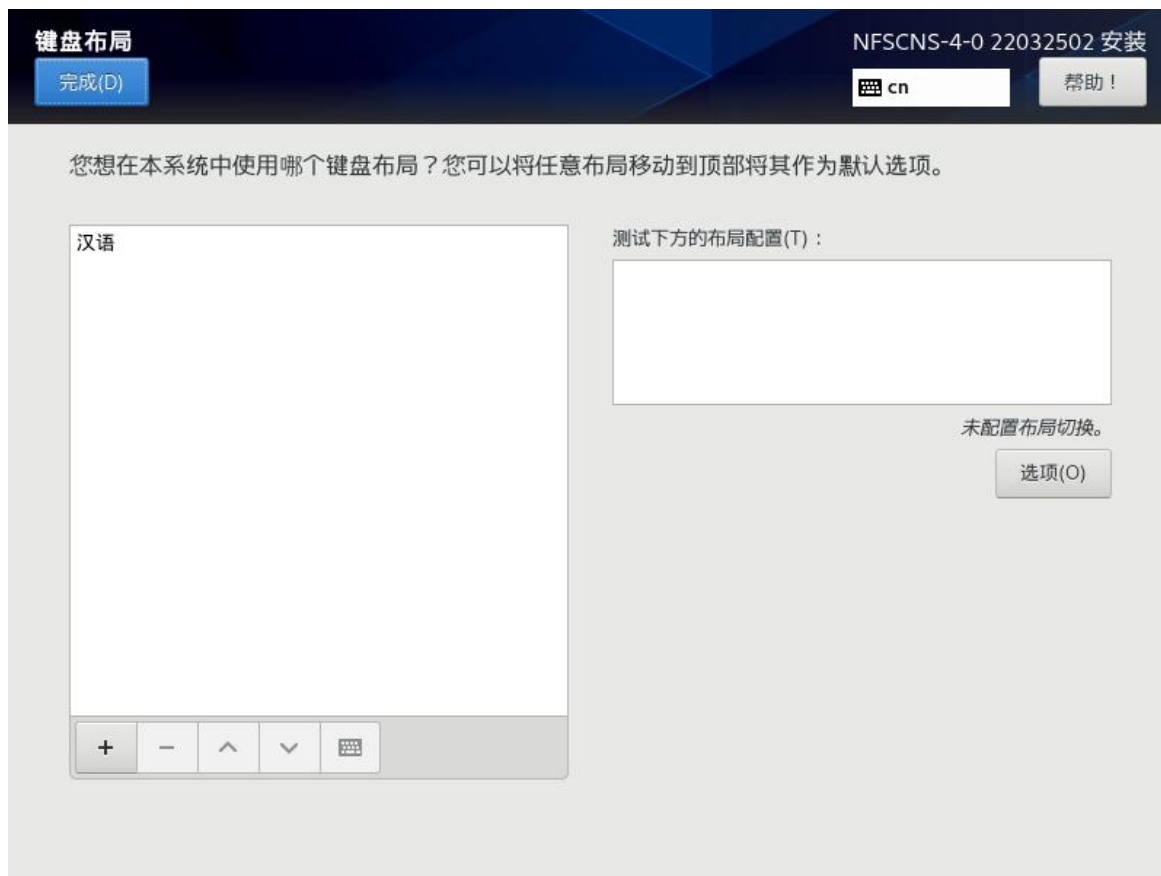 键盘布局
NFSCNS-4-0 22032502 安装
完成(D)
cn
帮助！
您想在本系统中使用哪个键盘布局？您可以将任意布局移动到顶部将其作为默认选项。
汉语
测试下方的布局配置(T)：
未配置布局切换。
选项(O)